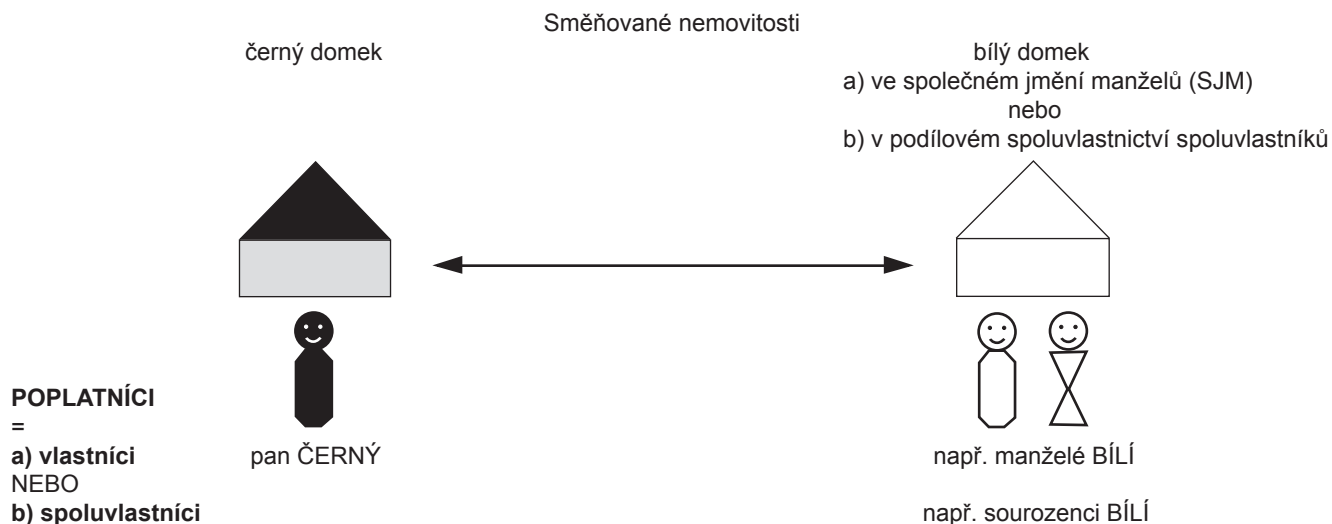 Směňované nemovitosti
černý domek
bílý domek
a) ve společném jmění manželů (SJM)
nebo
b) v podílovém spoluvlastnictví spoluvlastníků
POPLATNÍCI
=
a) vlastníci
pan ČERNÝ
např. manželé BÍLÍ
NEBO
b) spoluvlastníci
např. sourozenci BÍLÍ